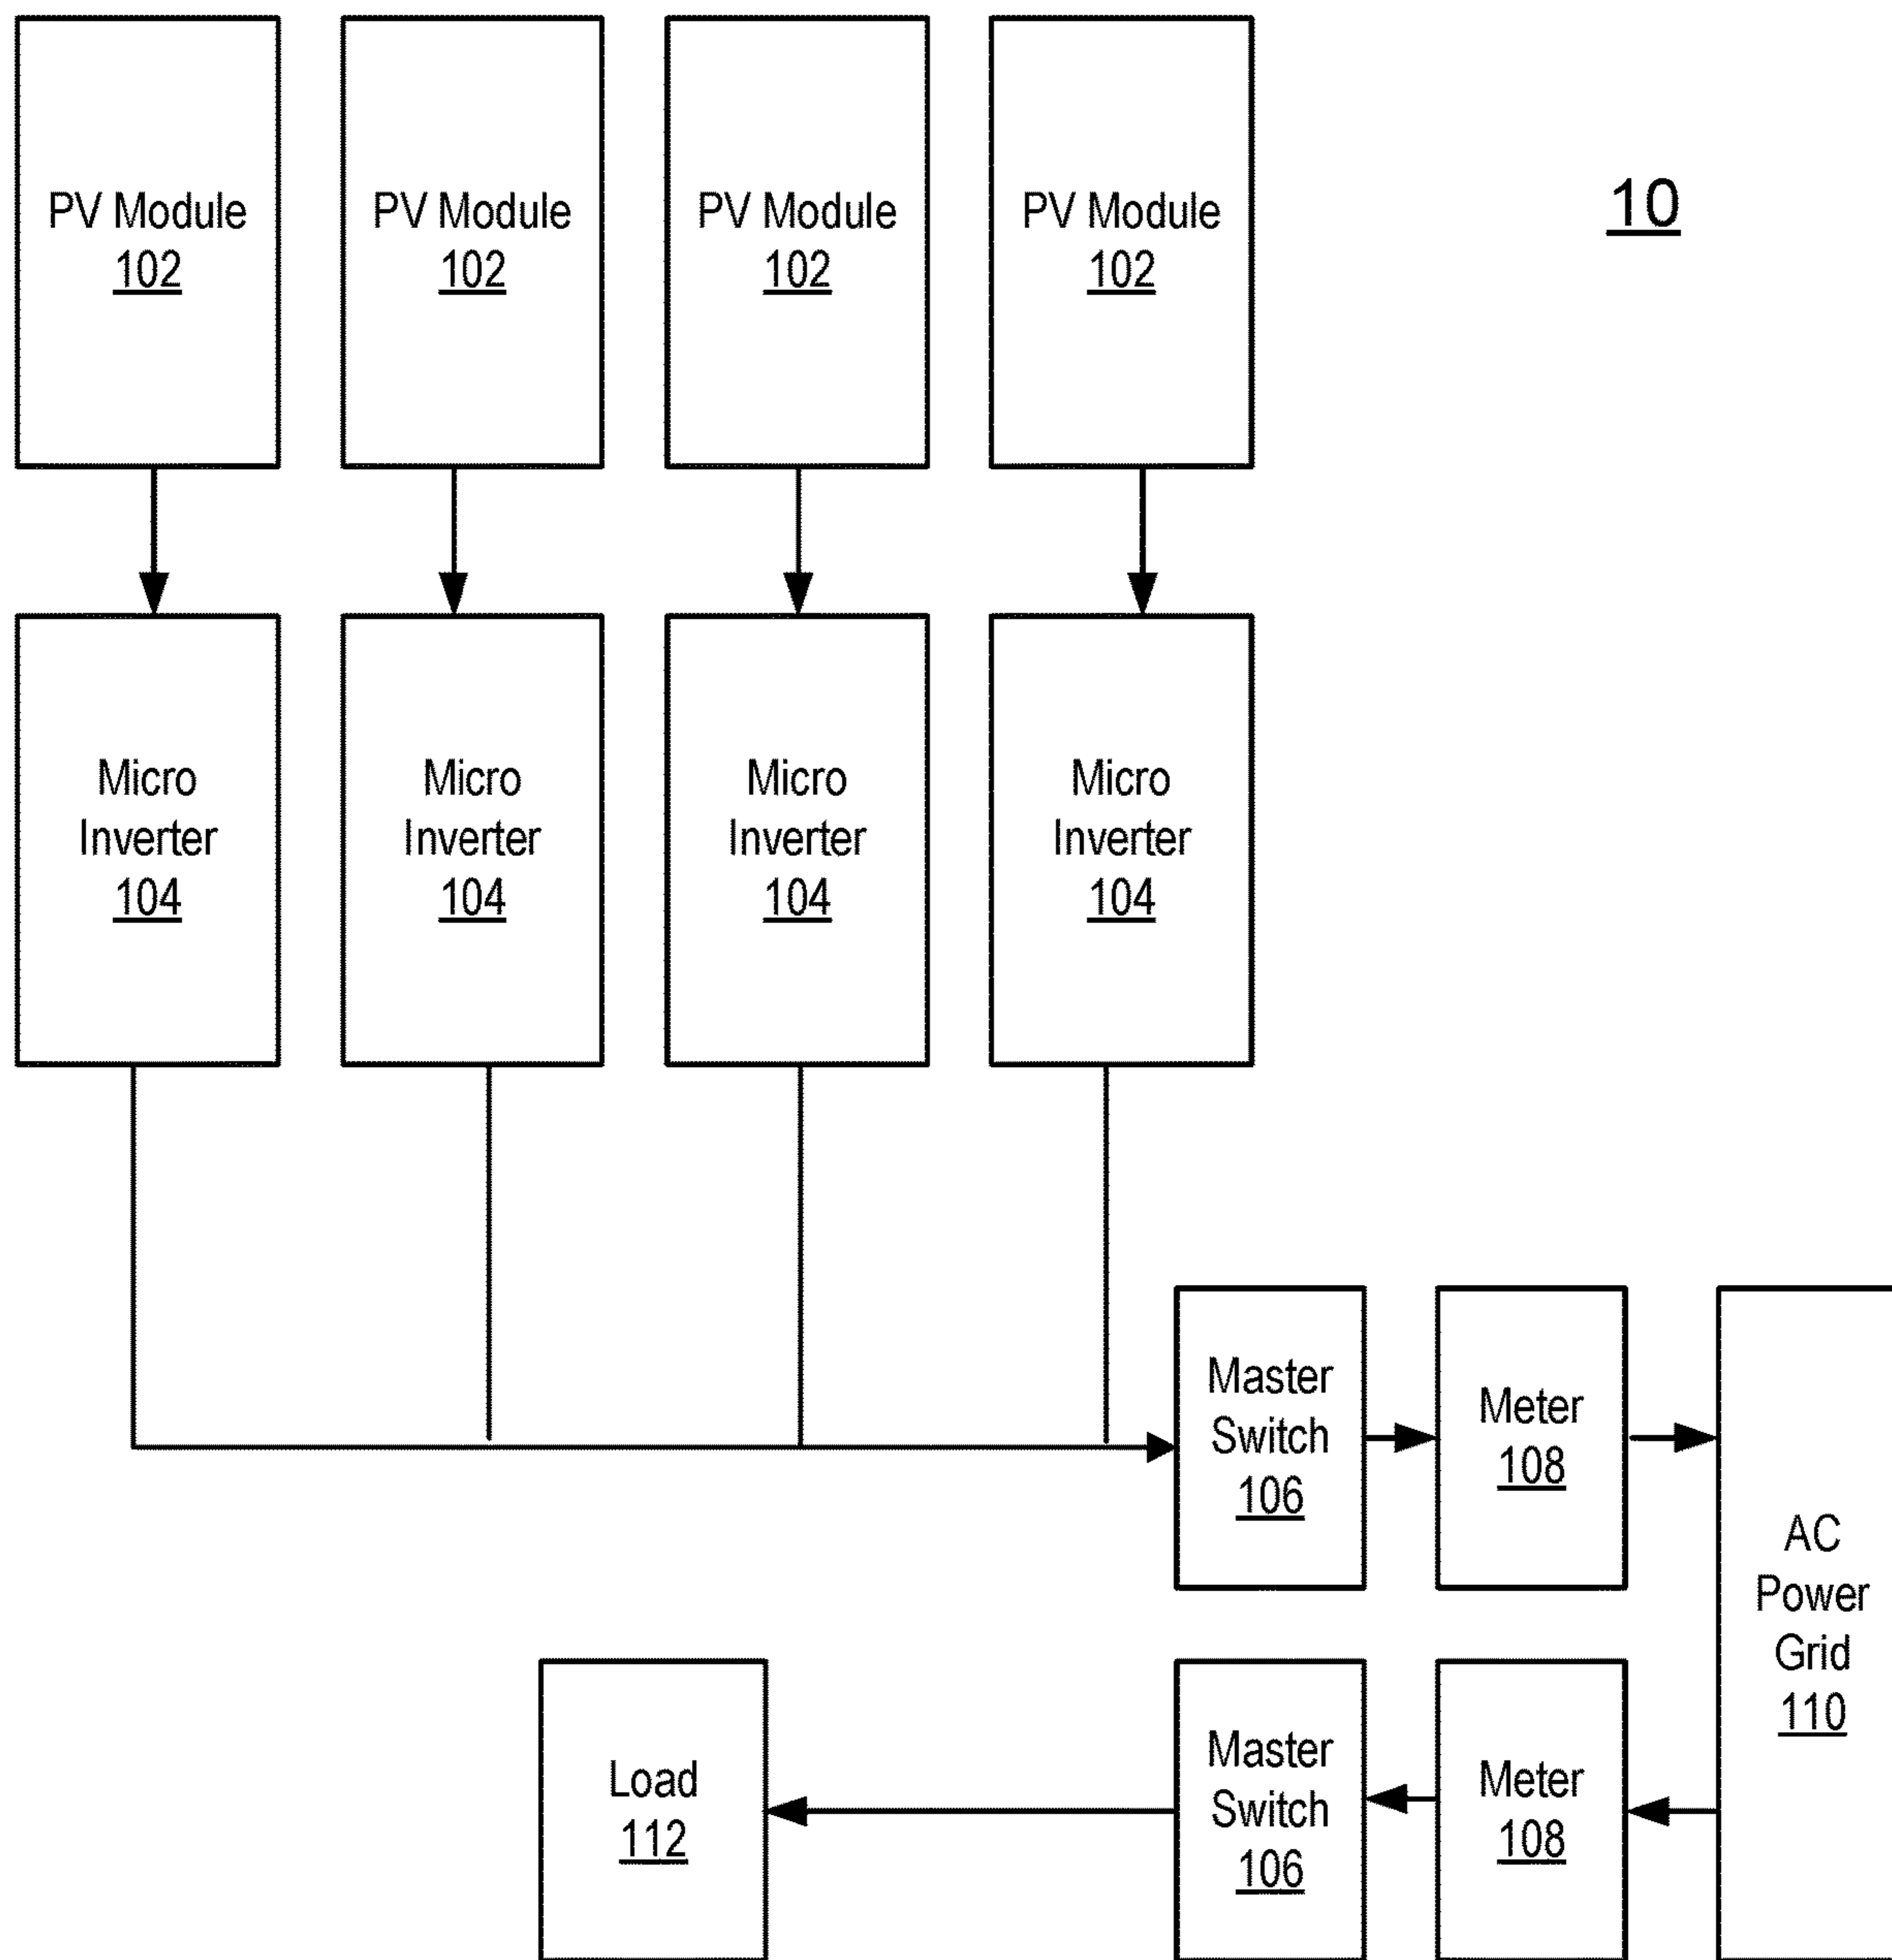 PV Module
102
PV Module
102
PV Module
102
PV Module
102
10
Micro
Inverter
104
Micro
Inverter
104
Micro
Inverter
104
Micro
Inverter
104
Master
Switch
106
Meter
108
AC
Power
Grid
110
Load
112
Master
Switch
106
Meter
108